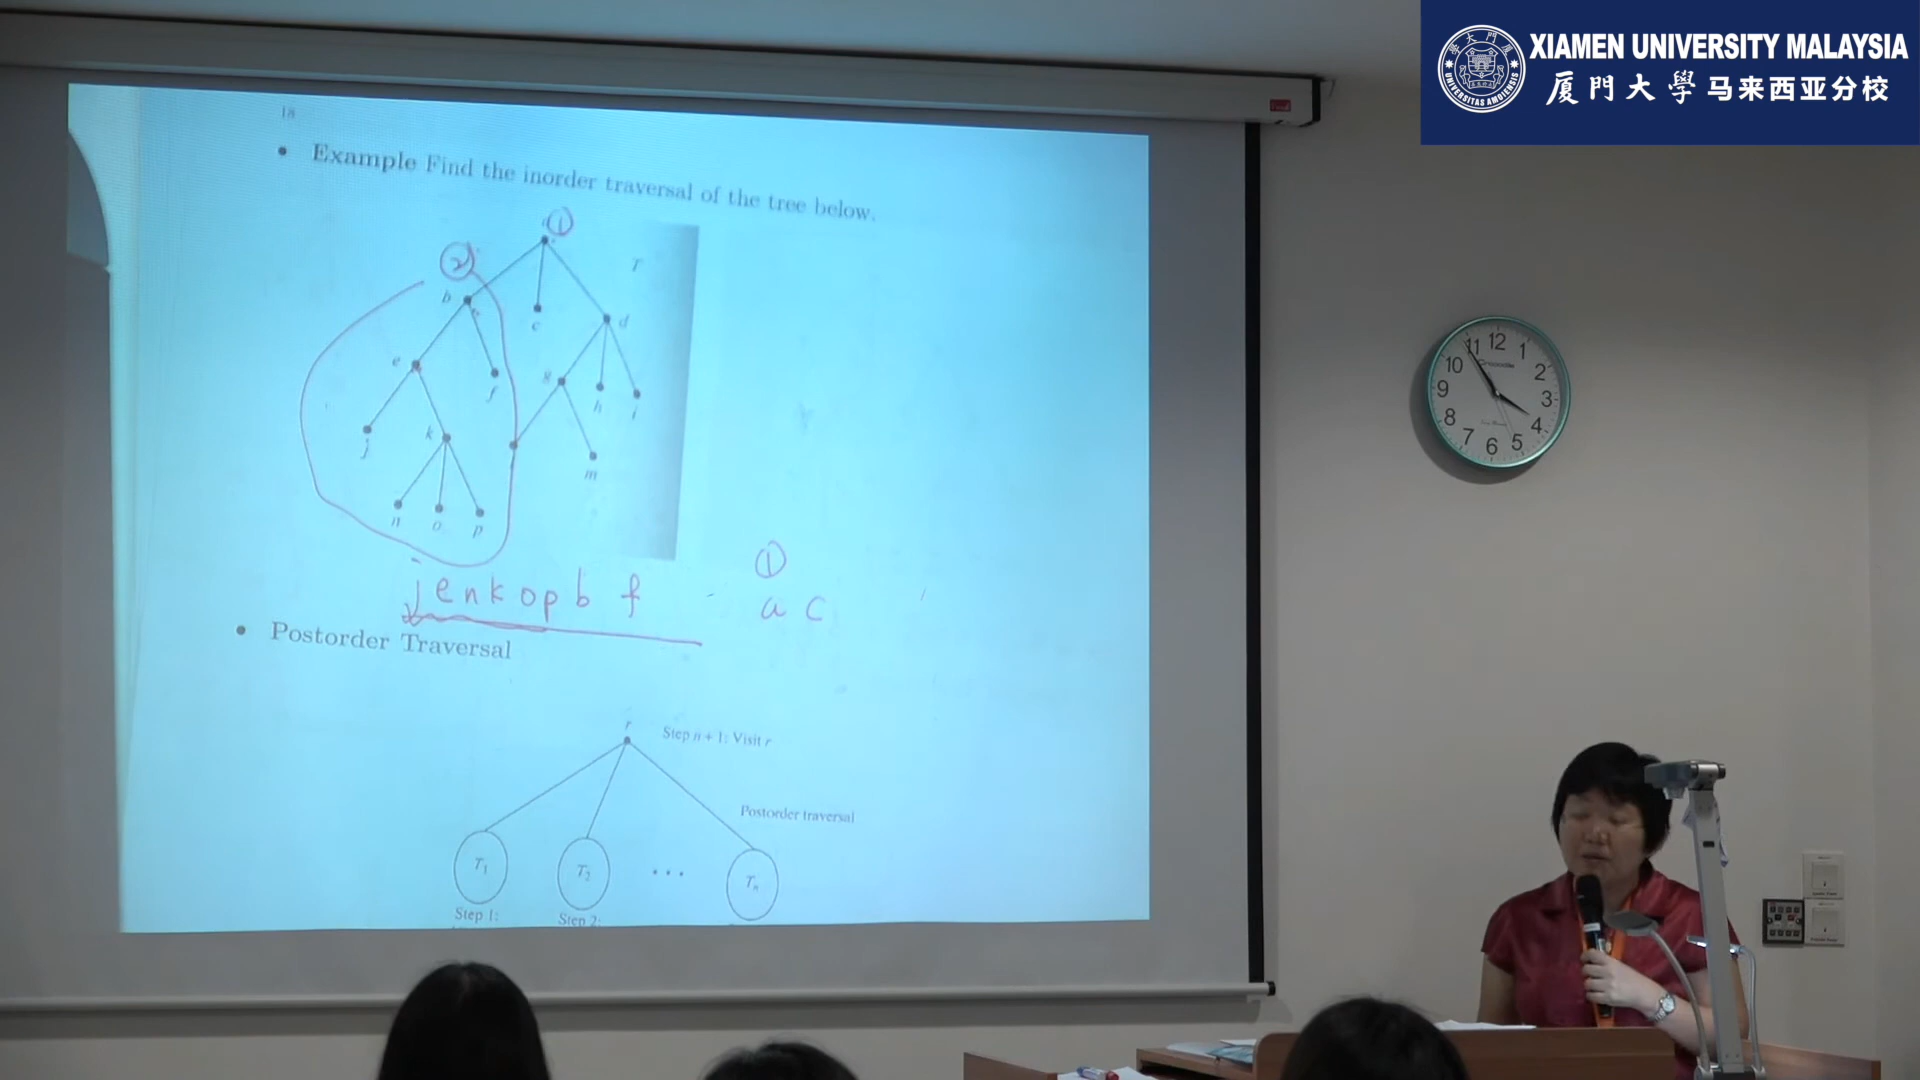 XIAMEN UNIVERSITY MALAYSIA
厦門大學 马来西亚分校
18
• Example Find the inorder traversal of the tree below.
①
②
T
b
c
d
e
f
g
h
i
j
k
m
n
o
p
①
j e n k o p b f
a c
• Postorder Traversal
r
Step n + 1: Visit r
Postorder traversal
T1
T2
• • •
Tn
Step 1:
Step 2:
12
1
2
3
4
5
6
7
8
9
10
11